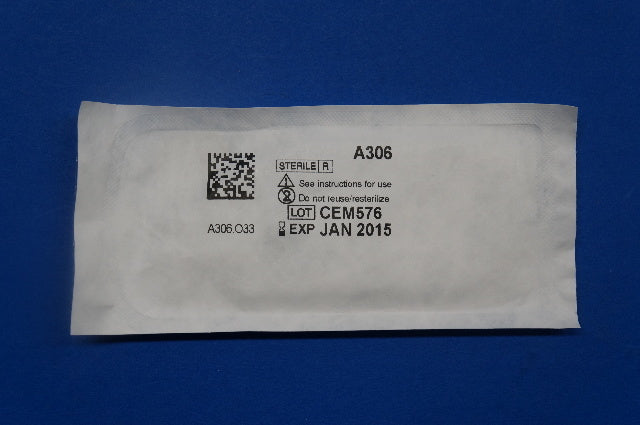 A306
STERILE R
See instructions for use
Do not reuse/resterilize
LOT CEM576
A306.O33
EXP JAN 2015